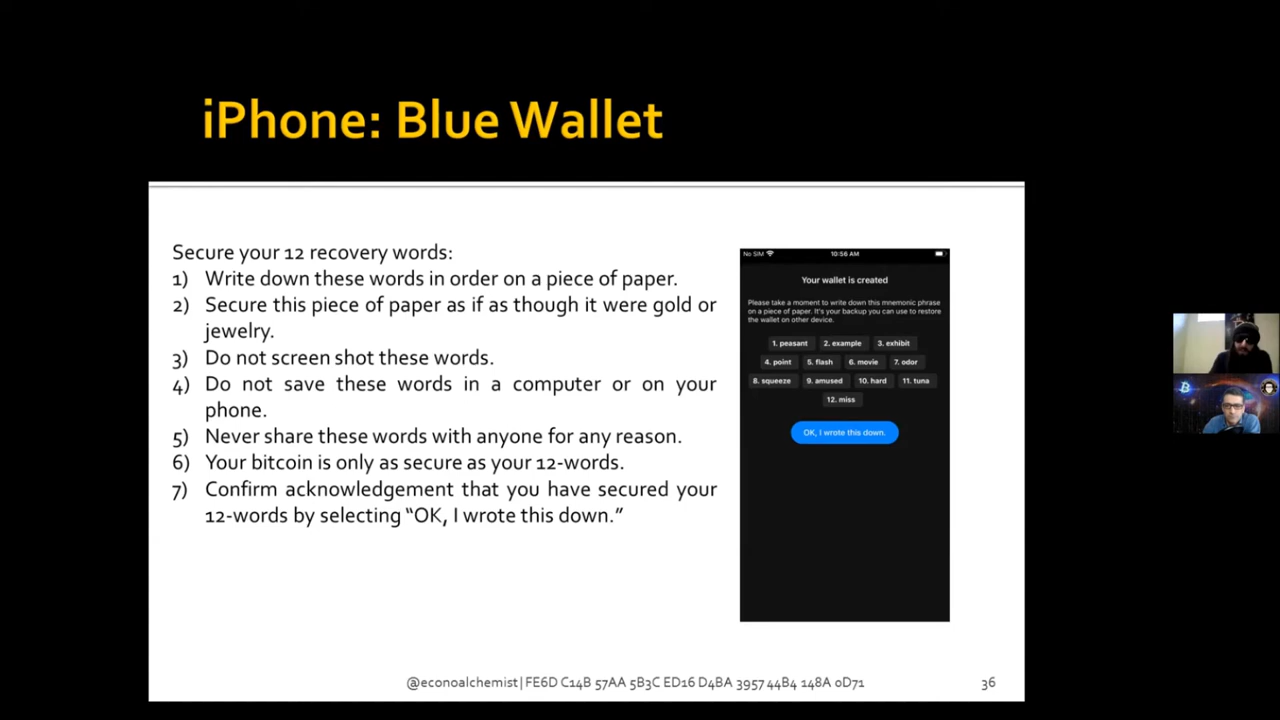 iPhone: Blue Wallet
Secure your 12 recovery words:
1) Write down these words in order on a piece of paper.
2) Secure this piece of paper as if as though it were gold or
jewelry.
3) Do not screen shot these words.
4) Do not save these words in a computer or on your
phone.
5) Never share these words with anyone for any reason.
6) Your bitcoin is only as secure as your 12-words.
7) Confirm acknowledgement that you have secured your
12-words by selecting “OK, I wrote this down.”
No SIM 10:56 AM
Your wallet is created
Please take a moment to write down this mnemonic phrase
on a piece of paper. It's your backup you can use to restore
the wallet on other device.
1. peasant 2. example 3. exhibit
4. point 5. flash 6. movie 7. odor
8. squeeze 9. amused 10. hard 11. tuna
12. miss
OK, I wrote this down.
@econoalchemist | FE6D C14B 57AA 5B3C ED16 D4BA 3957 44B4 148A 0D71
36